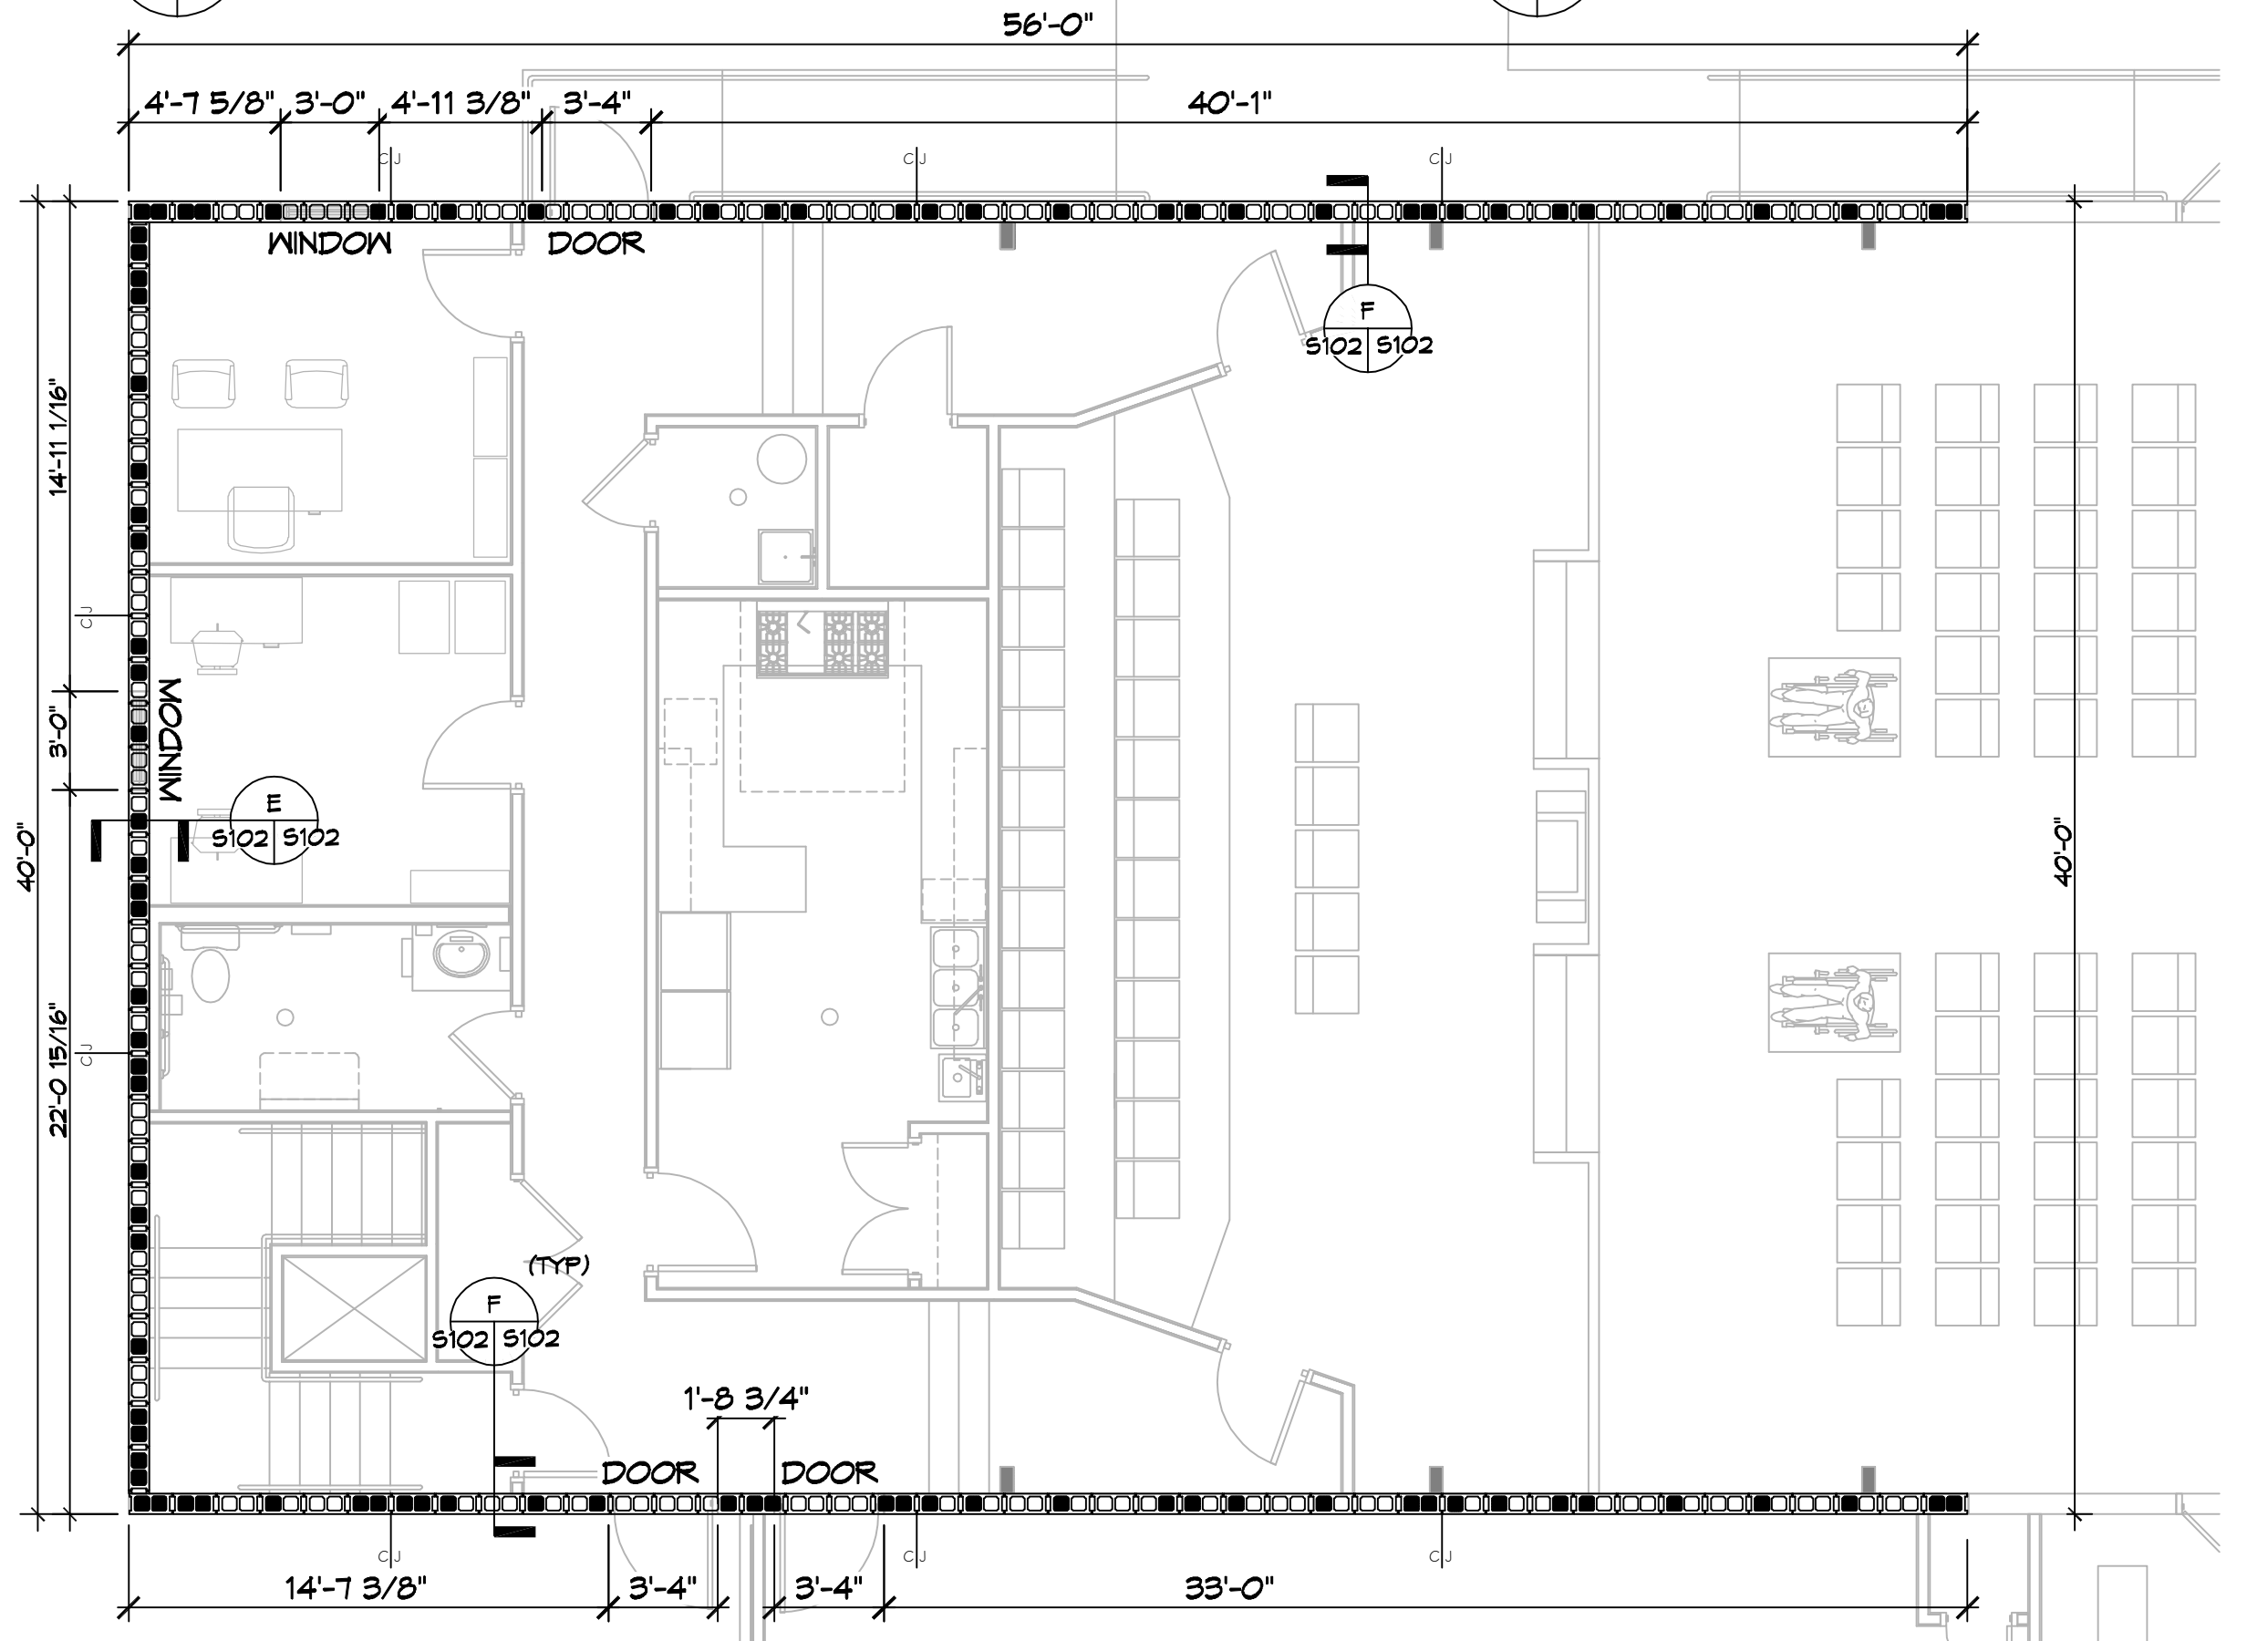 56'-0"
4'-7 5/8" 3'-0" 4'-11 3/8" 3'-4" 40'-1"
CJ CJ CJ
WINDOW DOOR
F
S102 S102
14'-11 1/16"
CJ
WINDOW
3'-0"
E
S102 S102
40'-0"
40'-0"
22'-0 15/16"
CJ
(TYP)
F
S102 S102
1'-8 3/4"
DOOR DOOR
CJ CJ CJ
14'-7 3/8" 3'-4" 3'-4" 33'-0"